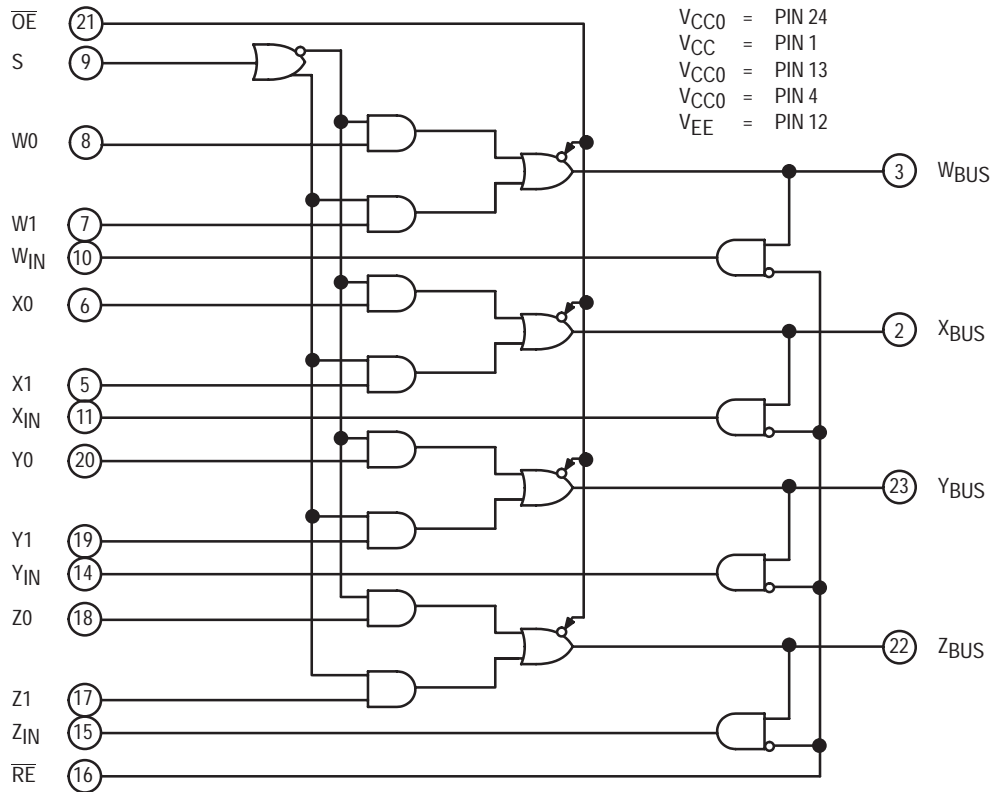 OE 21
S 9
W0 8
W1 7
WIN 10
X0 6
X1 5
XIN 11
Y0 20
Y1 19
YIN 14
Z0 18
Z1 17
ZIN 15
RE 16
VCC0 = PIN 24
VCC = PIN 1
VCC0 = PIN 13
VCC0 = PIN 4
VEE = PIN 12
3 WBUS
2 XBUS
23 YBUS
22 ZBUS